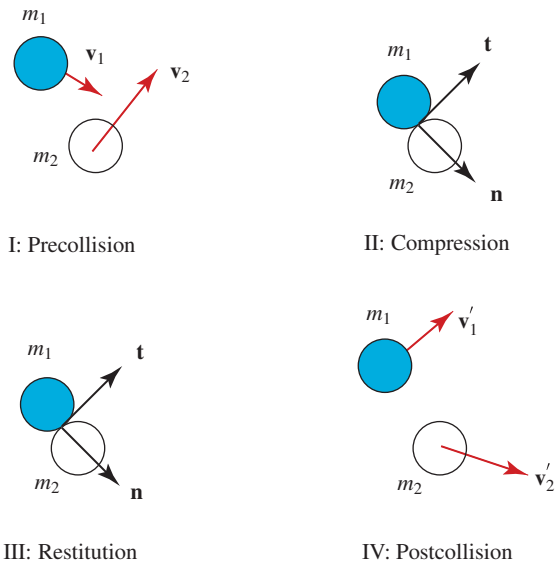 m₁
v₁
v₂
m₂
I: Precollision
m₁
t
m₂
n
II: Compression
m₁
t
m₂
n
III: Restitution
m₁
v₁′
m₂
v₂′
IV: Postcollision